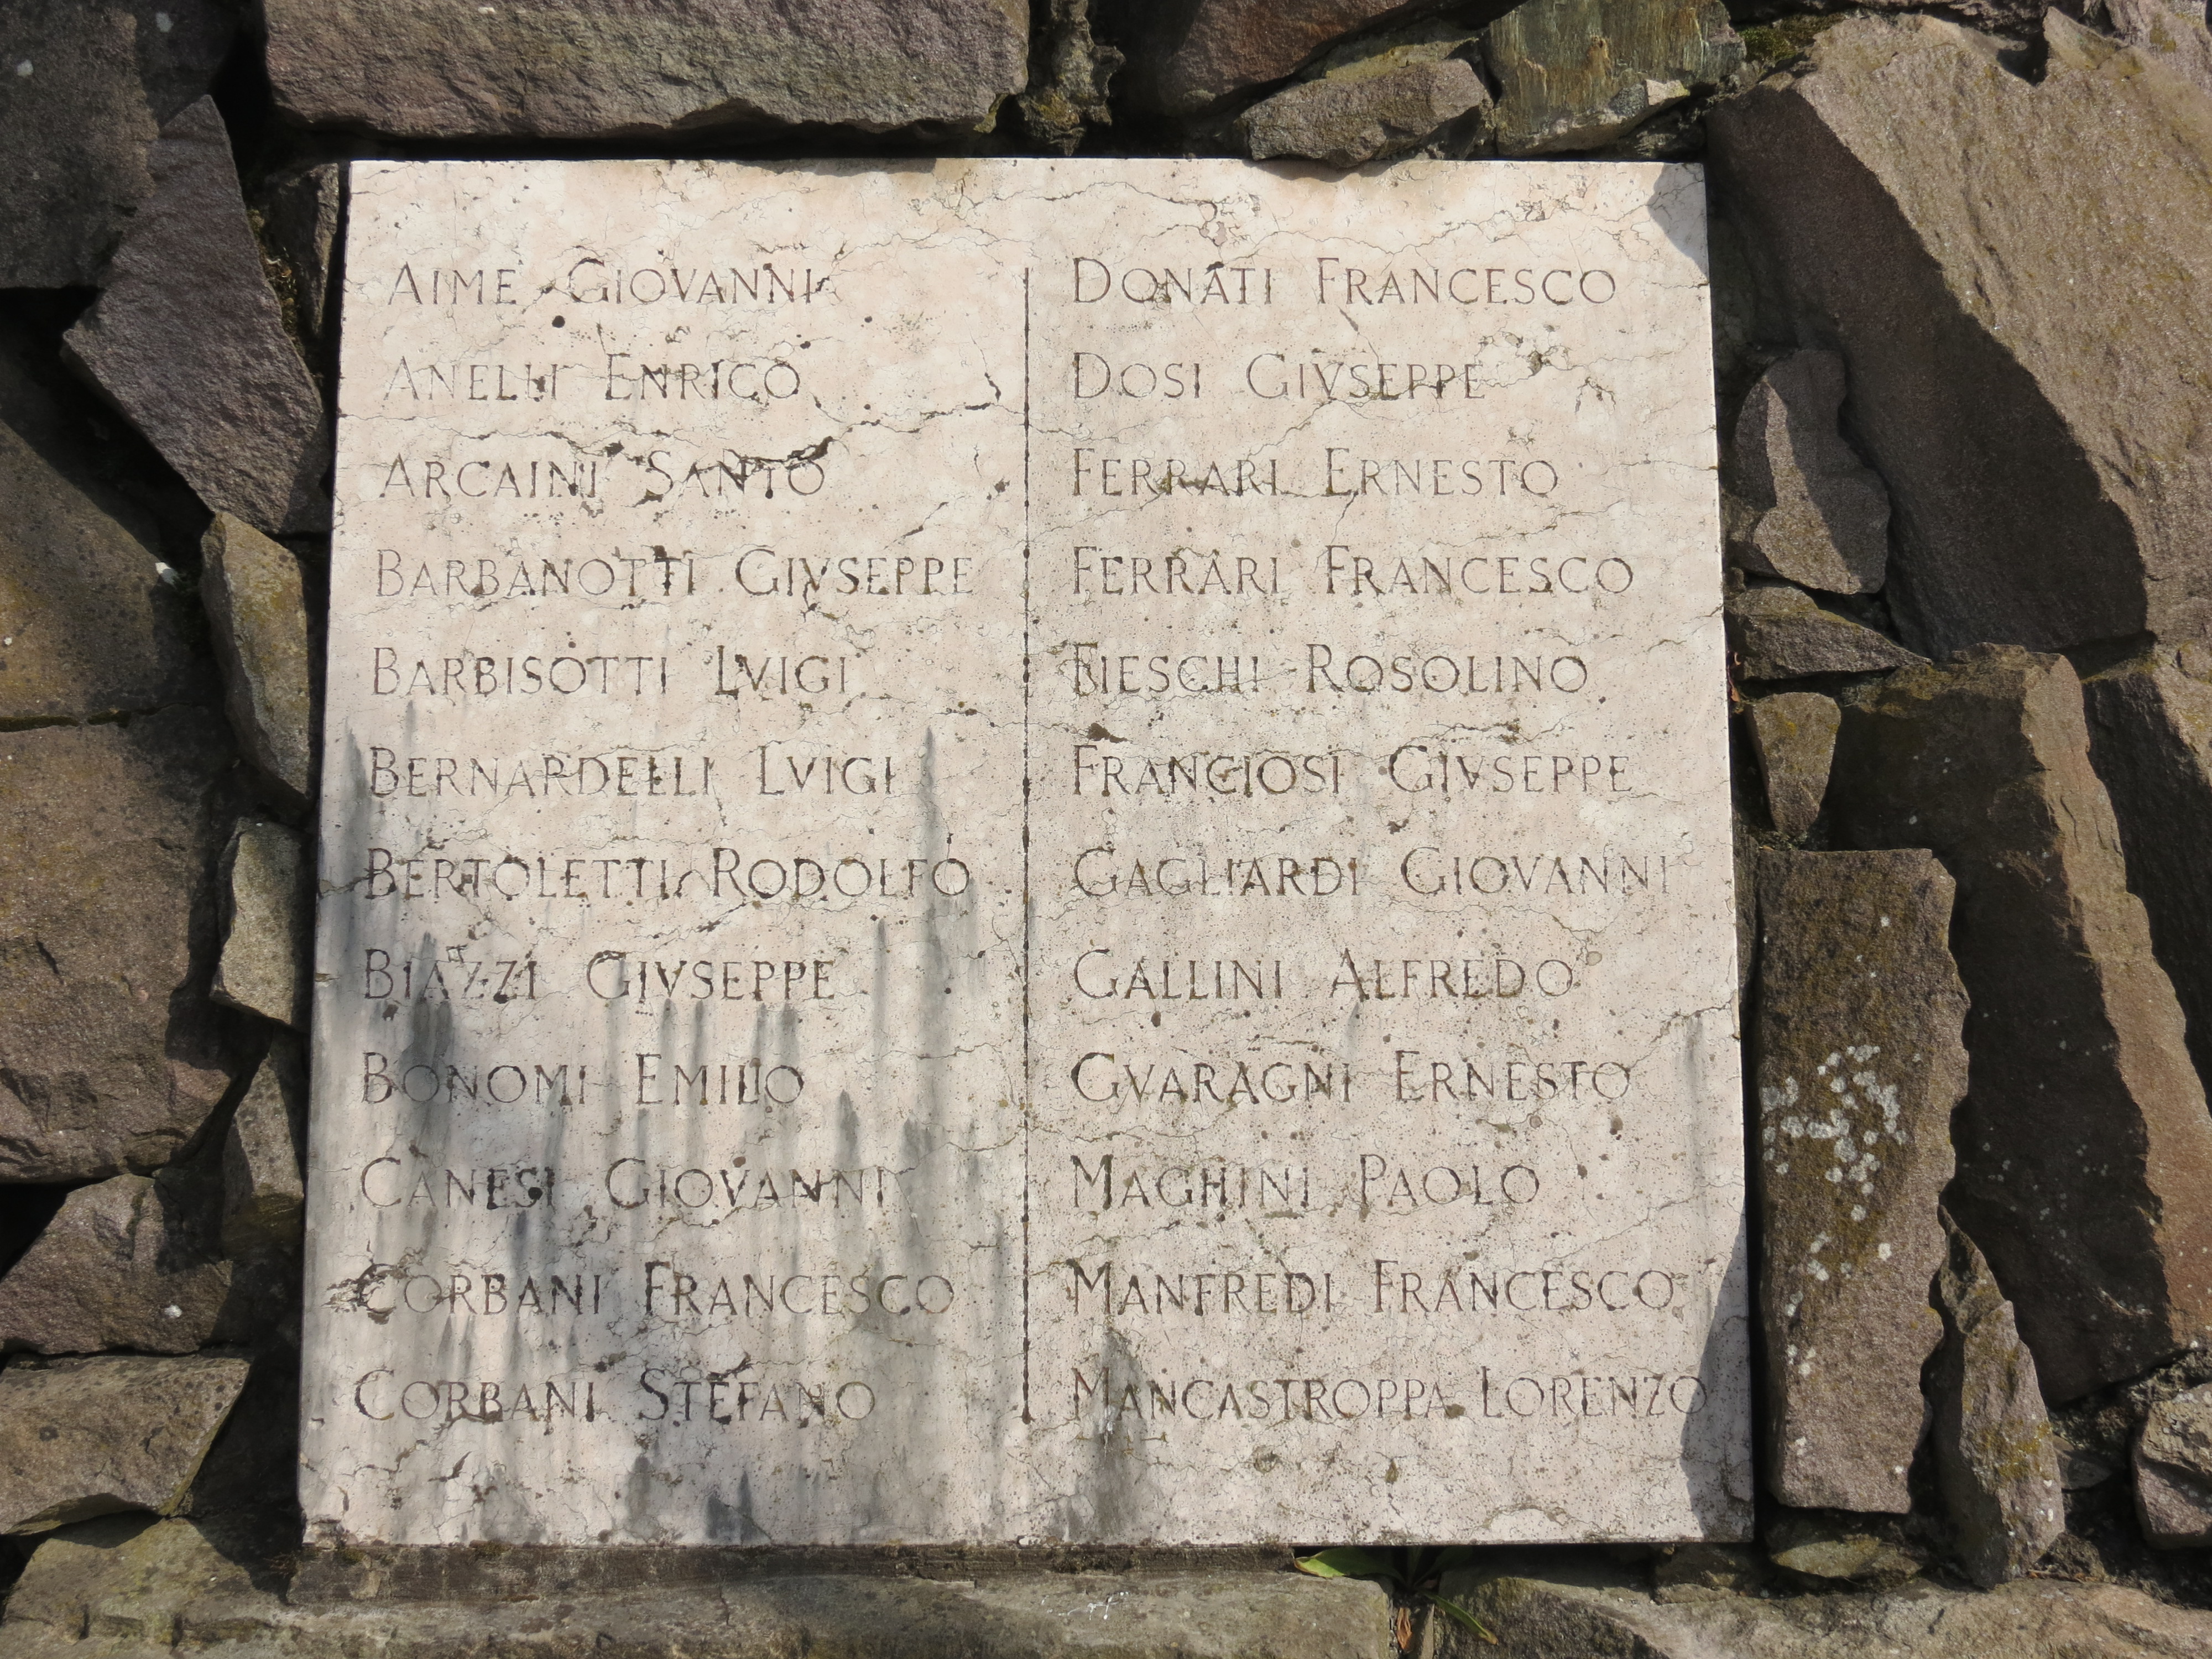 AIME GIOVANNI
ANELLI ENRICO
ARCAINI SANTO
BARBANOTTI GIVSEPPE
BARBISOTTI LVIGI
BERNARDELLI LVIGI
BERTOLETTI RODOLFO
BIAZZI GIVSEPPE
BONOMI EMILIO
CANESI GIOVANNI
CORBANI FRANCESCO
CORBANI STEFANO
DONATI FRANCESCO
DOSI GIVSEPPE
FERRARI ERNESTO
FERRARI FRANCESCO
FIESCHI ROSOLINO
FRANCIOSI GIVSEPPE
GAGLIARDI GIOVANNI
GALLINI ALFREDO
GVARAGNI ERNESTO
MAGHINI PAOLO
MANFREDI FRANCESCO
MANCASTROPPA LORENZO